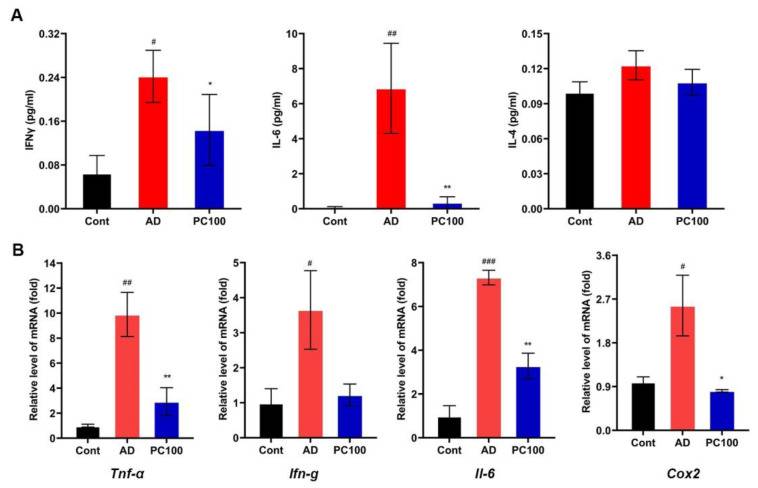 A
IFNγ (pg/ml)
0.32
0.24
0.16
0.08
0.00
#
*
Cont AD PC100
IL-6 (pg/ml)
10
8
6
4
2
0
##
**
Cont AD PC100
IL-4 (pg/ml)
0.15
0.12
0.09
0.06
0.03
0.00
Cont AD PC100
B
Relative level of mRNA (fold)
14
12
10
8
6
4
2
0
##
**
Cont AD PC100
Tnf-α
Relative level of mRNA (fold)
5
4
3
2
1
0
#
Cont AD PC100
Ifn-g
Relative level of mRNA (fold)
8
6
4
2
0
###
**
Cont AD PC100
Il-6
Relative level of mRNA (fold)
3.6
2.7
1.8
0.9
0.0
#
*
Cont AD PC100
Cox2